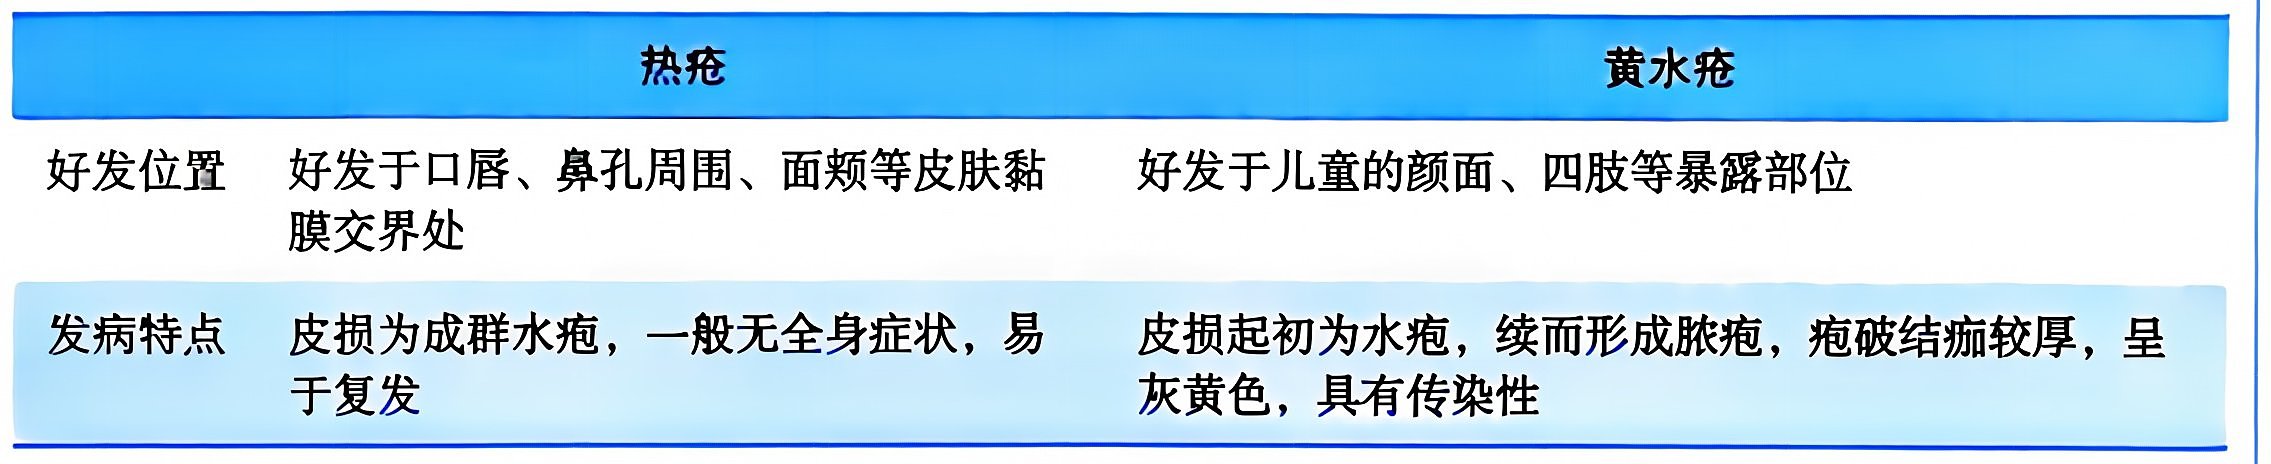 热疮 黄水疮
好发位置 好发于口唇、鼻孔周围、面颊等皮肤黏 好发于儿童的颜面、四肢等暴露部位
膜交界处
发病特点 皮损为成群水疱，一般无全身症状，易 皮损起初为水疱，续而形成脓疱，疱破结痂较厚，呈
于复发 灰黄色，具有传染性